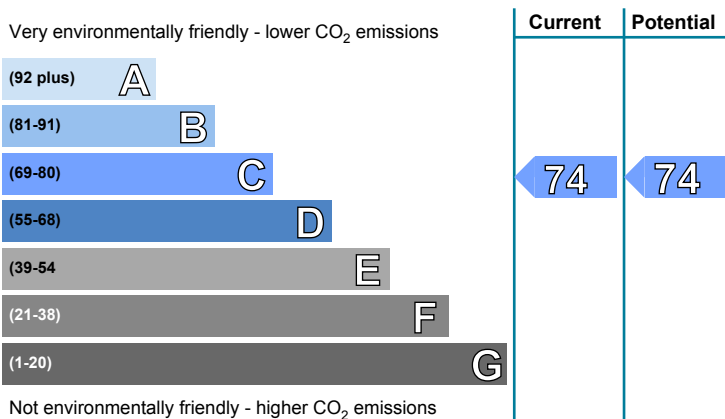 Very environmentally friendly - lower CO2 emissions
Current Potential
(92 plus) A
(81-91) B
(69-80) C
74 74
(55-68) D
(39-54 E
(21-38) F
(1-20) G
Not environmentally friendly - higher CO2 emissions